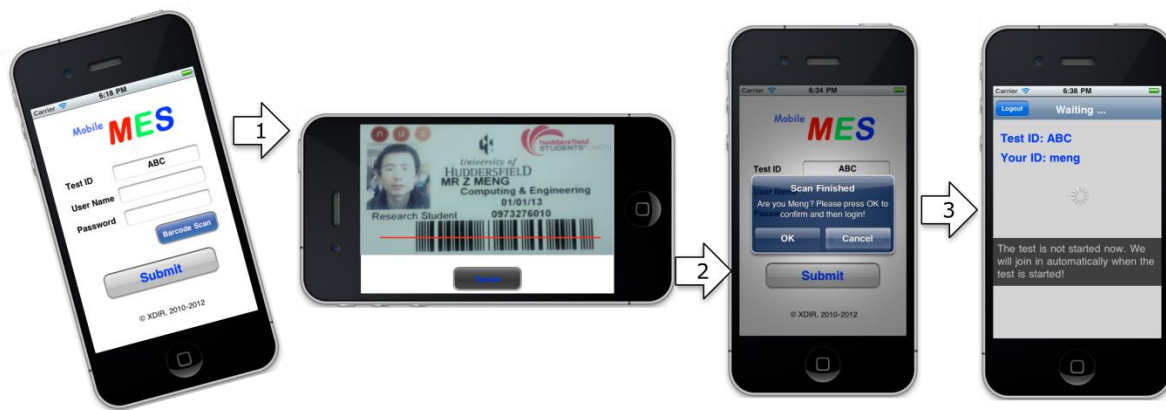 Carrier 6:18 PM
Mobile MES
Test ID ABC
User Name
Password
Barcode Scan
Submit
© XDIR, 2010-2012
1
nus
huddersfield
STUDENTS' UNION
University of
HUDDERSFIELD
MR Z MENG
Computing & Engineering
01/01/13
Research Student 0973276010
2
Carrier 6:34 PM
Mobile MES
Test ID ABC
Scan Finished
Are you Meng? Please press OK to
confirm and then login!
OK Cancel
Submit
© XDIR, 2010-2012
3
Carrier 6:38 PM
Logout Waiting ...
Test ID: ABC
Your ID: meng
The test is not started now. We
will join in automatically when the
test is started!